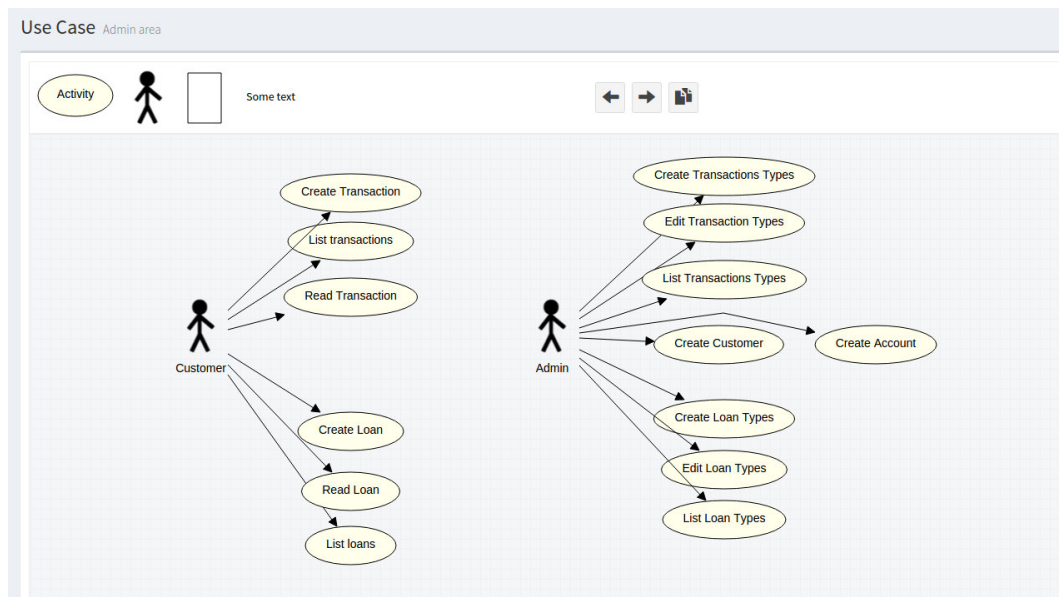 Use Case Admin area
Activity
Some text
Create Transaction
List transactions
Read Transaction
Customer
Create Loan
Read Loan
List loans
Create Transactions Types
Edit Transaction Types
List Transactions Types
Create Customer
Create Account
Admin
Create Loan Types
Edit Loan Types
List Loan Types